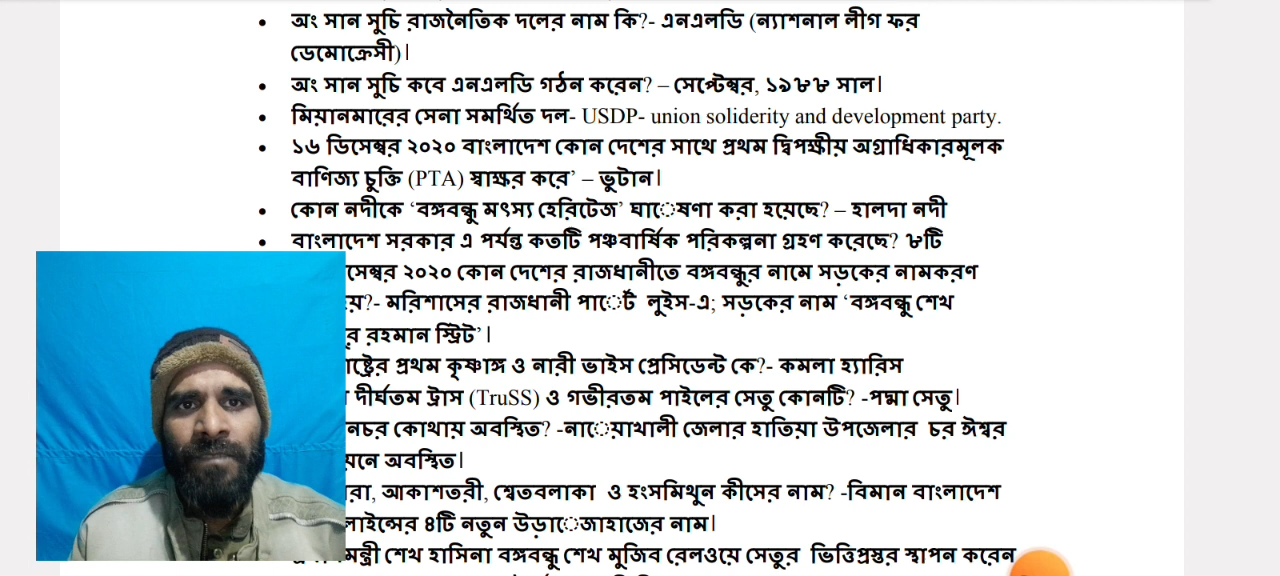 অং সান সুচি রাজনৈতিক দলের নাম কি?- এনএলডি (ন্যাশনাল লীগ ফর
ডেমোক্রেসী)।
অং সান সুচি কবে এনএলডি গঠন করেন? – সেপ্টেম্বর, ১৯৮৮ সাল।
মিয়ানমারের সেনা সমর্থিত দল- USDP- union soliderity and development party.
১৬ ডিসেম্বর ২০২০ বাংলাদেশ কোন দেশের সাথে প্রথম দ্বিপক্ষীয় অগ্রাধিকারমূলক
বাণিজ্য চুক্তি (PTA) স্বাক্ষর করে’ – ভুটান।
কোন নদীকে ‘বঙ্গবন্ধু মৎস্য হেরিটেজ’ ঘােষণা করা হয়েছে? – হালদা নদী
বাংলাদেশ সরকার এ পর্যন্ত কতটি পঞ্চবার্ষিক পরিকল্পনা গ্রহণ করেছে? ৮টি
সেম্বর ২০২০ কোন দেশের রাজধানীতে বঙ্গবন্ধুর নামে সড়কের নামকরণ
য়?- মরিশাসের রাজধানী পাের্ট লুইস-এ; সড়কের নাম ‘বঙ্গবন্ধু শেখ
র রহমান স্ট্রিট’।
াষ্ট্রের প্রথম কৃষ্ণাঙ্গ ও নারী ভাইস প্রেসিডেন্ট কে?- কমলা হ্যারিস
দীর্ঘতম ট্রাস (TruSS) ও গভীরতম পাইলের সেতু কোনটি? -পদ্মা সেতু।
নচর কোথায় অবস্থিত? -নােয়াখালী জেলার হাতিয়া উপজেলার চর ঈশ্বর
য়নে অবস্থিত।
রা, আকাশতরী, শ্বেতবলাকা ও হংসমিথুন কীসের নাম? -বিমান বাংলাদেশ
লাইন্সের ৪টি নতুন উড়ােজাহাজের নাম।
মন্ত্রী শেখ হাসিনা বঙ্গবন্ধু শেখ মুজিব রেলওয়ে সেতুর ভিত্তিপ্রস্তর স্থাপন করেন